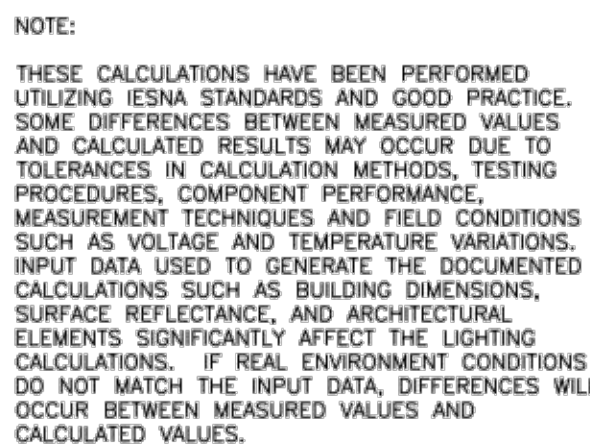 NOTE:
THESE CALCULATIONS HAVE BEEN PERFORMED
UTILIZING IESNA STANDARDS AND GOOD PRACTICE.
SOME DIFFERENCES BETWEEN MEASURED VALUES
AND CALCULATED RESULTS MAY OCCUR DUE TO
TOLERANCES IN CALCULATION METHODS, TESTING
PROCEDURES, COMPONENT PERFORMANCE,
MEASUREMENT TECHNIQUES AND FIELD CONDITIONS
SUCH AS VOLTAGE AND TEMPERATURE VARIATIONS.
INPUT DATA USED TO GENERATE THE DOCUMENTED
CALCULATIONS SUCH AS BUILDING DIMENSIONS,
SURFACE REFLECTANCE, AND ARCHITECTURAL
ELEMENTS SIGNIFICANTLY AFFECT THE LIGHTING
CALCULATIONS. IF REAL ENVIRONMENT CONDITIONS
DO NOT MATCH THE INPUT DATA, DIFFERENCES WILL
OCCUR BETWEEN MEASURED VALUES AND
CALCULATED VALUES.